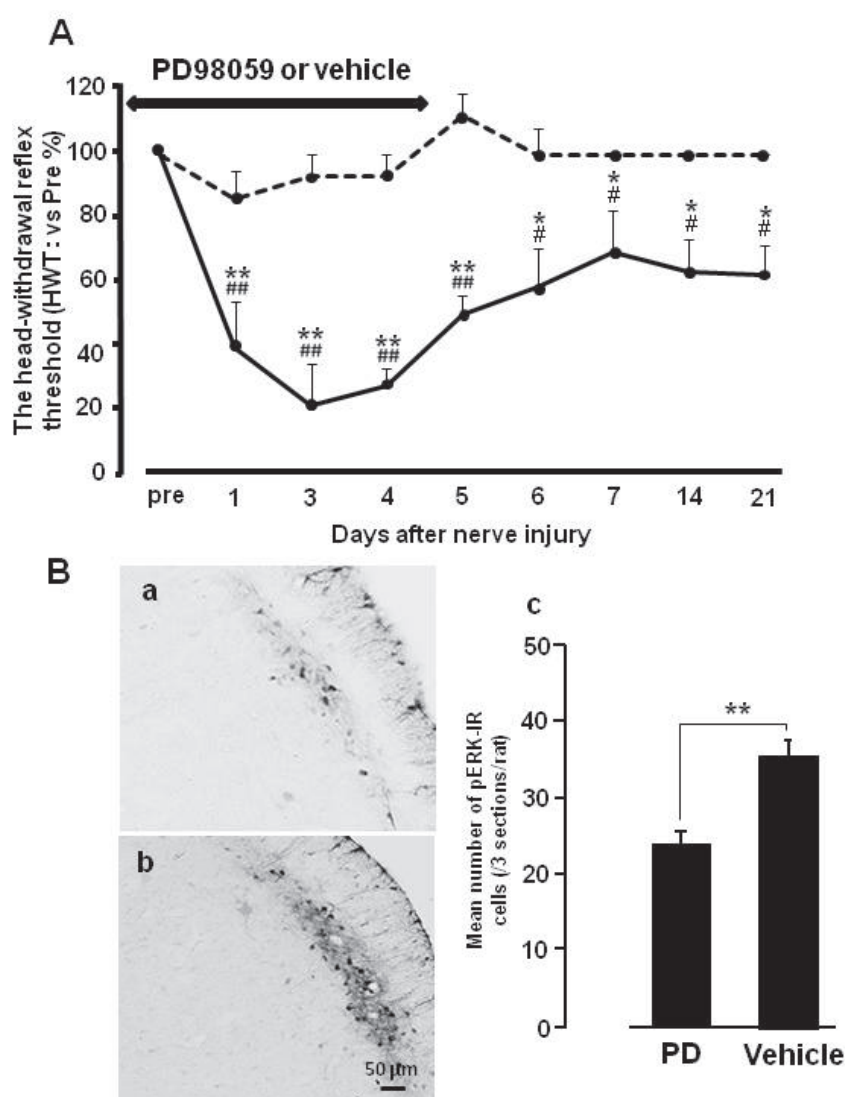 A
PD98059 or vehicle
The head-withdrawal reflex
threshold (HWT: vs Pre %)
120
100
80
60
40
20
0
** ** ** ** * * * *
## ## ## ## # # # #
pre 1 3 4 5 6 7 14 21
Days after nerve injury
B
a
b
50 μm
c
Mean number of pERK-IR
cells (/3 sections/rat)
50
40
30
20
10
0
**
PD Vehicle